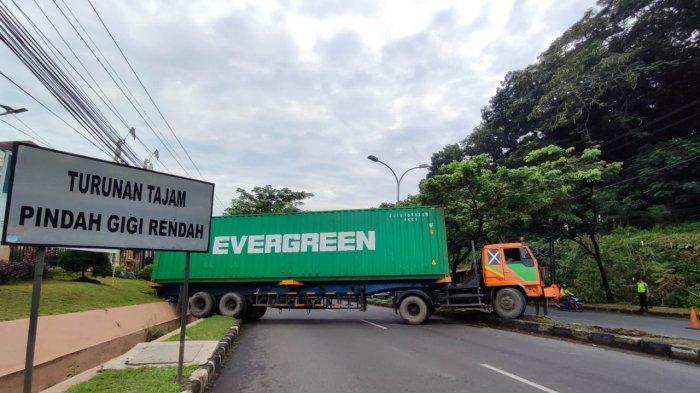 TURUNAN TAJAM
PINDAH GIGI RENDAH
EVERGREEN